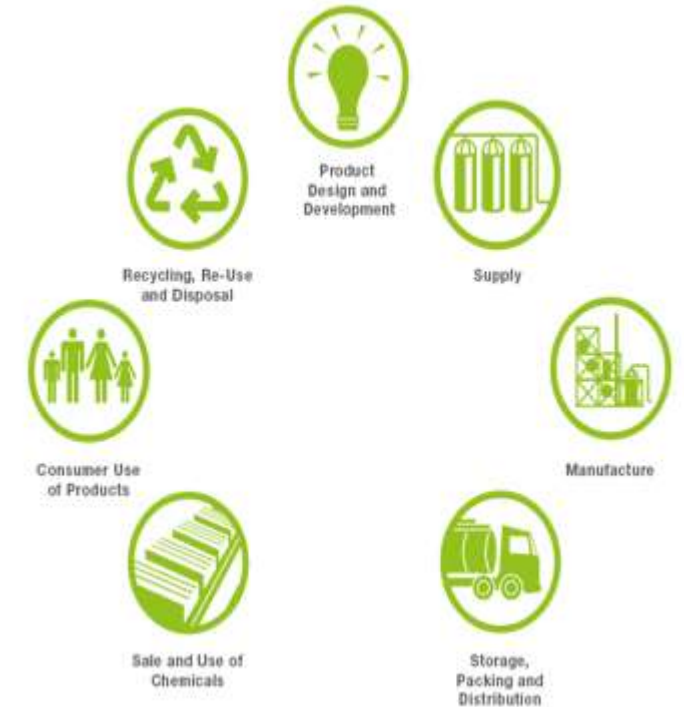 Product
Design and
Development
Supply
Manufacture
Storage,
Packing and
Distribution
Sale and Use of
Chemicals
Consumer Use
of Products
Recycling, Re-Use
and Disposal